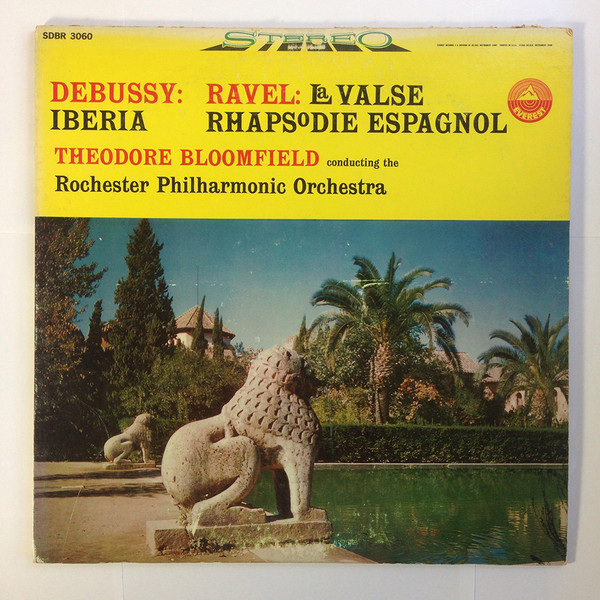 SDBR 3060
STEREO
DEBUSSY: RAVEL: La VALSE
IBERIA RHAPSoDIE ESPAGNOL
EVEREST
THEODORE BLOOMFIELD conducting the
Rochester Philharmonic Orchestra